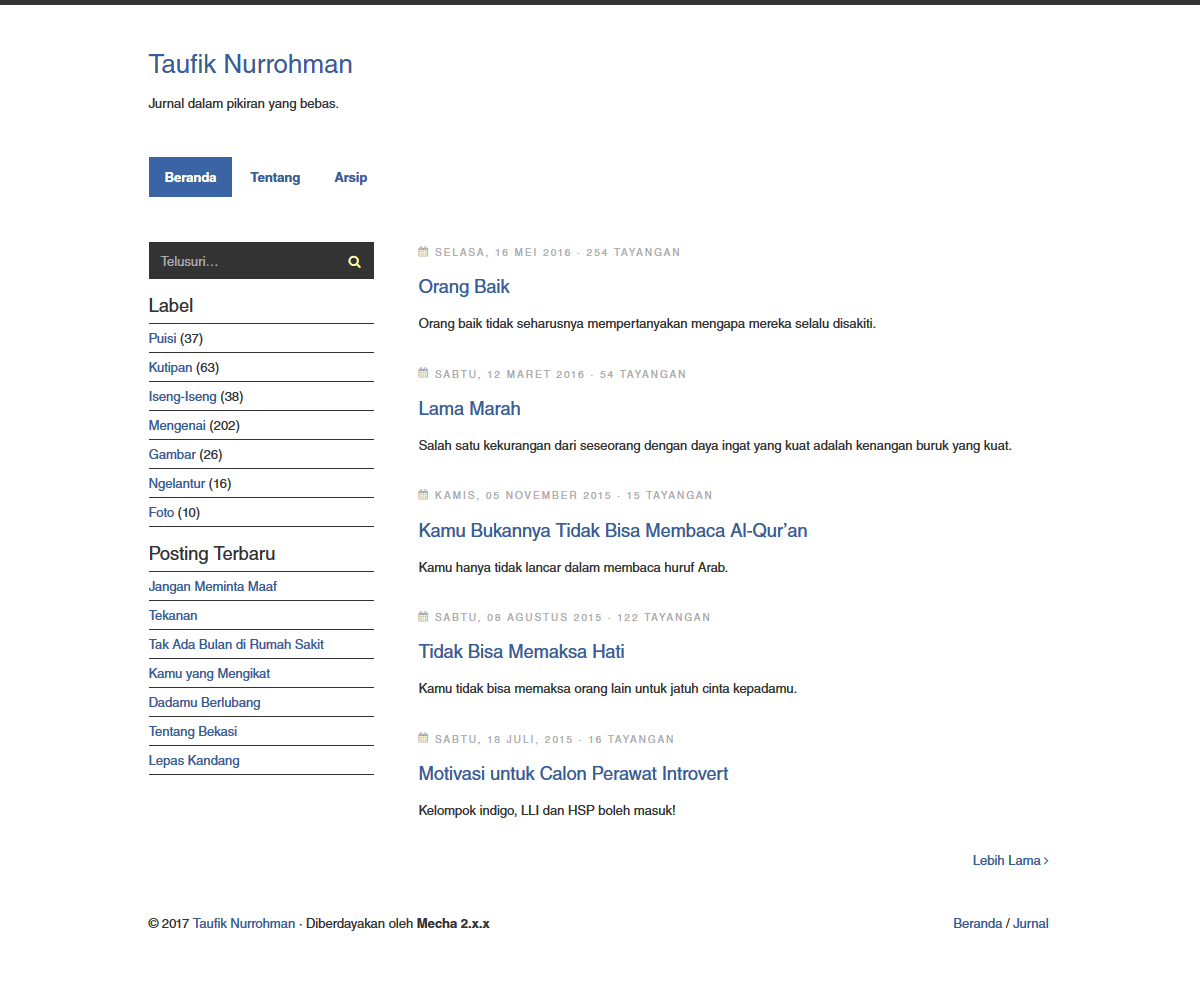 Taufik Nurrohman
Jurnal dalam pikiran yang bebas.
Beranda Tentang Arsip
Telusuri…
Label
Puisi (37)
Kutipan (63)
Iseng-Iseng (38)
Mengenai (202)
Gambar (26)
Ngelantur (16)
Foto (10)
Posting Terbaru
Jangan Meminta Maaf
Tekanan
Tak Ada Bulan di Rumah Sakit
Kamu yang Mengikat
Dadamu Berlubang
Tentang Bekasi
Lepas Kandang
SELASA, 16 MEI 2016 · 254 TAYANGAN
Orang Baik
Orang baik tidak seharusnya mempertanyakan mengapa mereka selalu disakiti.
SABTU, 12 MARET 2016 · 54 TAYANGAN
Lama Marah
Salah satu kekurangan dari seseorang dengan daya ingat yang kuat adalah kenangan buruk yang kuat.
KAMIS, 05 NOVEMBER 2015 · 15 TAYANGAN
Kamu Bukannya Tidak Bisa Membaca Al-Qur’an
Kamu hanya tidak lancar dalam membaca huruf Arab.
SABTU, 08 AGUSTUS 2015 · 122 TAYANGAN
Tidak Bisa Memaksa Hati
Kamu tidak bisa memaksa orang lain untuk jatuh cinta kepadamu.
SABTU, 18 JULI, 2015 · 16 TAYANGAN
Motivasi untuk Calon Perawat Introvert
Kelompok indigo, LLI dan HSP boleh masuk!
Lebih Lama ›
© 2017 Taufik Nurrohman · Diberdayakan oleh Mecha 2.x.x
Beranda / Jurnal